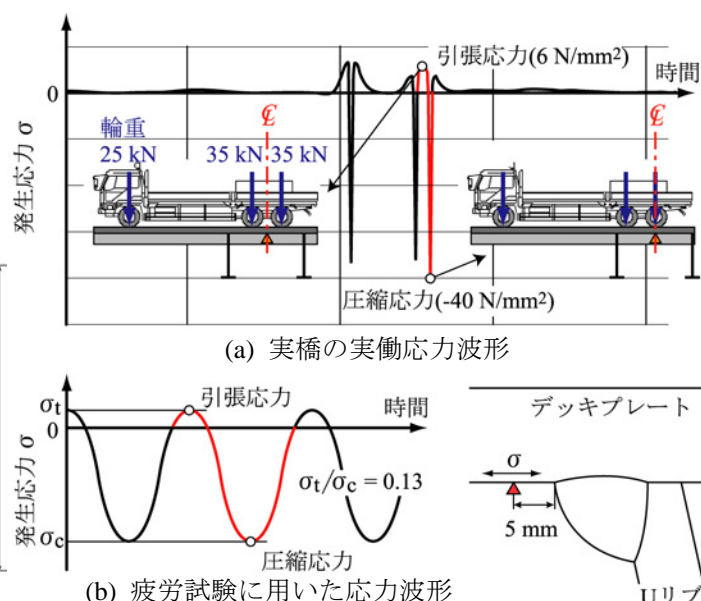 引張応力(6 N/mm²)
時間
0
発生応力 σ
輪重
25 kN
35 kN 35 kN
℄
℄
圧縮応力(-40 N/mm²)
(a) 実橋の実働応力波形
σt
0
発生応力 σ
σc
引張応力
時間
σt/σc = 0.13
圧縮応力
(b) 疲労試験に用いた応力波形
デッキプレート
σ
5 mm
Uリブ